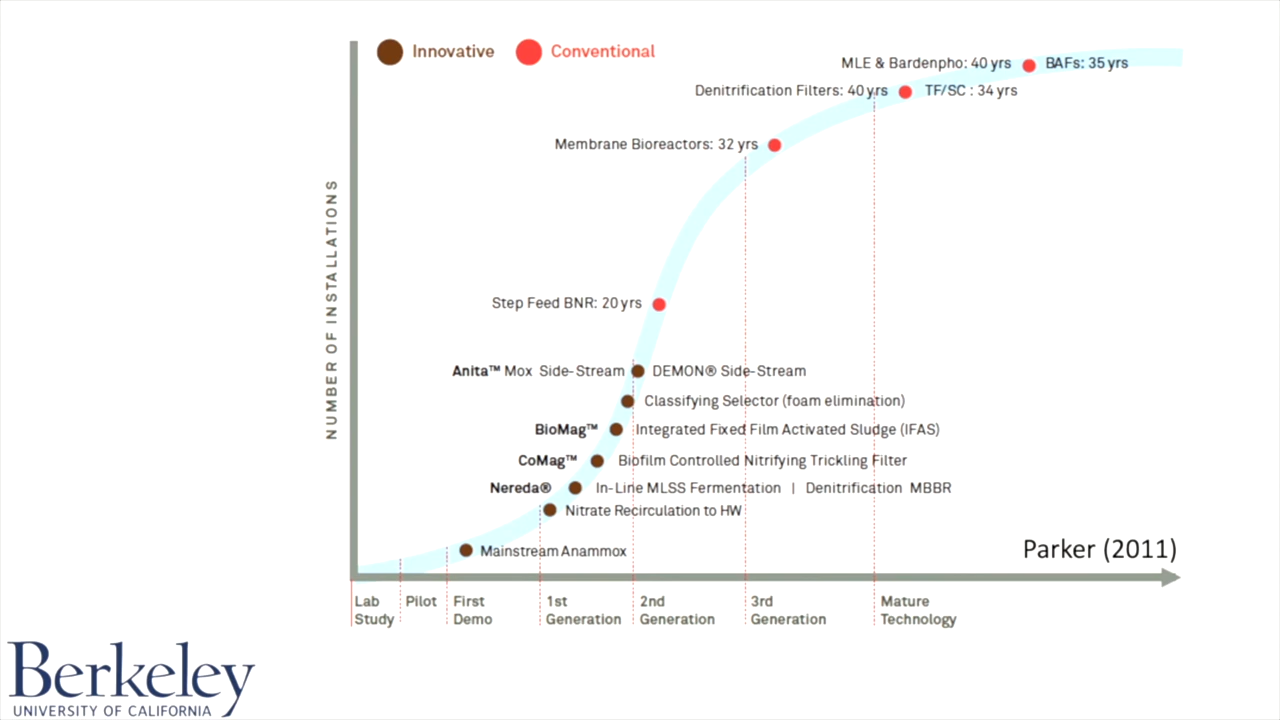 Innovative
Conventional
MLE & Bardenpho: 40 yrs
BAFs: 35 yrs
Denitrification Filters: 40 yrs
TF/SC : 34 yrs
Membrane Bioreactors: 32 yrs
NUMBER OF INSTALLATIONS
Step Feed BNR: 20 yrs
Anita™ Mox Side-Stream
DEMON® Side-Stream
Classifying Selector (foam elimination)
BioMag™
Integrated Fixed Film Activated Sludge (IFAS)
CoMag™
Biofilm Controlled Nitrifying Trickling Filter
Nereda®
In-Line MLSS Fermentation | Denitrification MBBR
Nitrate Recirculation to HW
Mainstream Anammox
Parker (2011)
Lab
Study
Pilot
First
Demo
1st
Generation
2nd
Generation
3rd
Generation
Mature
Technology
Berkeley
UNIVERSITY OF CALIFORNIA